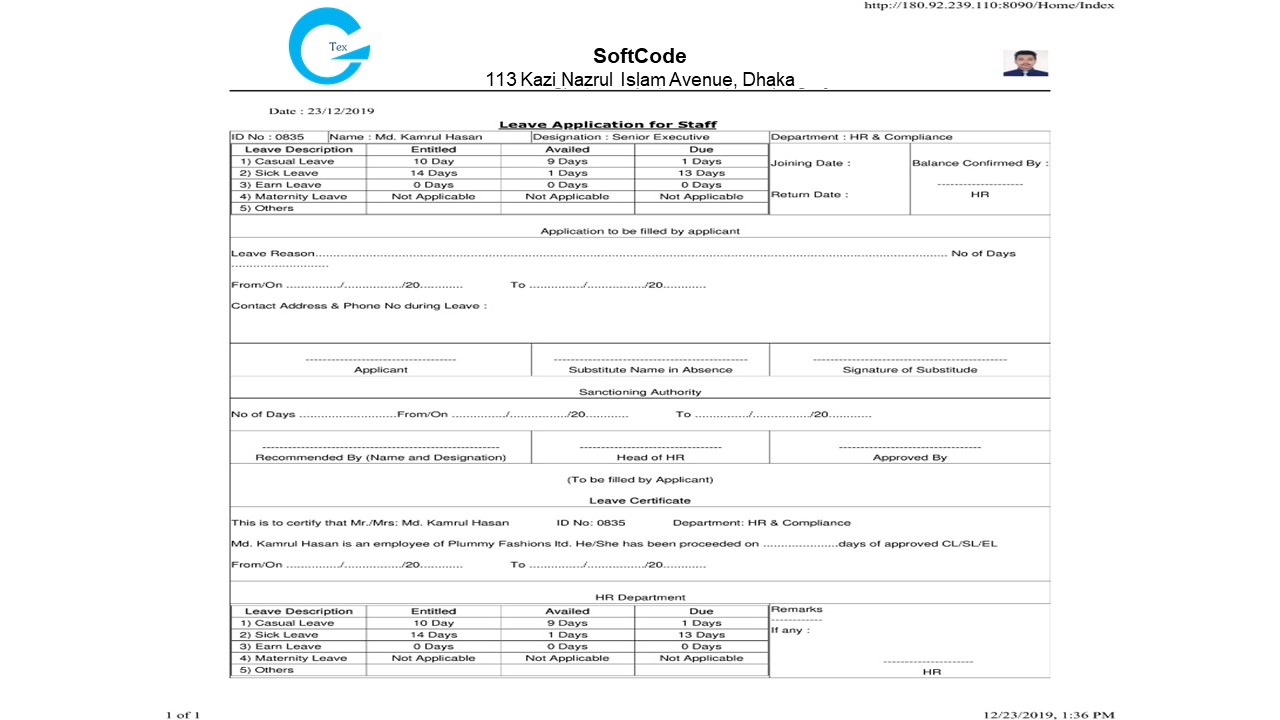 http://180.92.239.110:8090/Home/Index
Tex
SoftCode
113 Kazi Nazrul Islam Avenue, Dhaka
Date : 23/12/2019
Leave Application for Staff
ID No : 0835 Name : Md. Kamrul Hasan Designation : Senior Executive Department : HR & Compliance
Leave Description Entitled Availed Due
1) Casual Leave 10 Day 9 Days 1 Days
2) Sick Leave 14 Days 1 Days 13 Days
3) Earn Leave 0 Days 0 Days 0 Days
4) Maternity Leave Not Applicable Not Applicable Not Applicable
5) Others
Joining Date : Balance Confirmed By :
--------------------
Return Date : HR
Application to be filled by applicant
Leave Reason.................................................................................................... No of Days
...........................
From/On .............../................/20........... To .............../................/20...........
Contact Address & Phone No during Leave :
Applicant Substitute Name in Absence Signature of Substitude
Sanctioning Authority
No of Days ...........................From/On .............../................/20........... To .............../................/20...........
Recommended By (Name and Designation) Head of HR Approved By
(To be filled by Applicant)
Leave Certificate
This is to certify that Mr./Mrs: Md. Kamrul Hasan ID No: 0835 Department: HR & Compliance
Md. Kamrul Hasan is an employee of Plummy Fashions ltd. He/She has been proceeded on .....................days of approved CL/SL/EL
From/On .............../................/20........... To .............../................/20...........
HR Department
Leave Description Entitled Availed Due
1) Casual Leave 10 Day 9 Days 1 Days
2) Sick Leave 14 Days 1 Days 13 Days
3) Earn Leave 0 Days 0 Days 0 Days
4) Maternity Leave Not Applicable Not Applicable Not Applicable
5) Others
Remarks
------------
If any :
---------------------
HR
1 of 1 12/23/2019, 1:36 PM